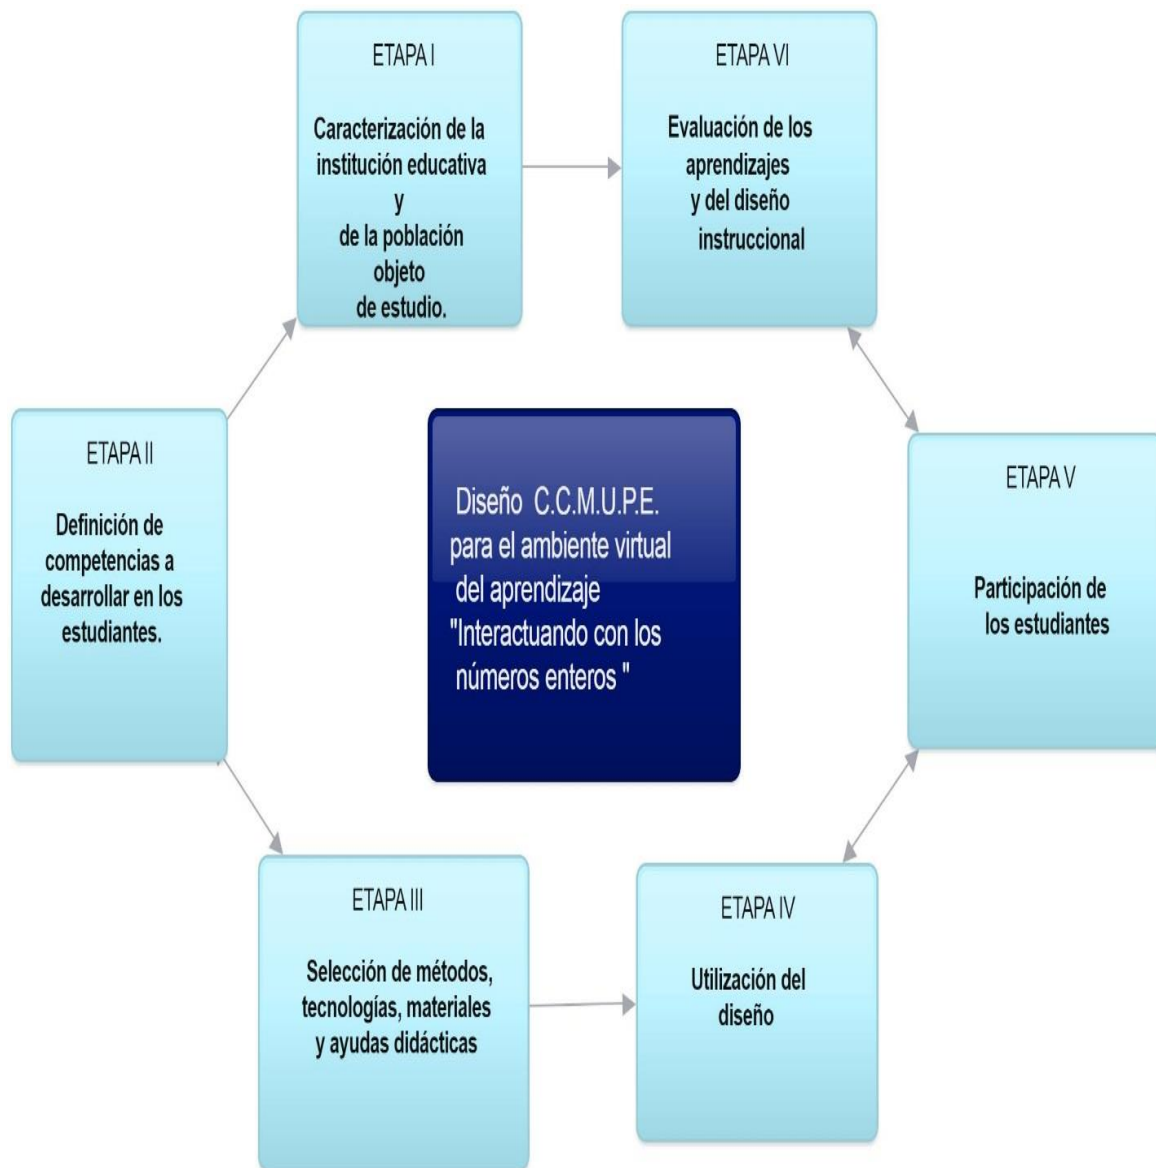 ETAPA I
Caracterización de la
institución educativa
y
de la población
objeto
de estudio.
ETAPA VI
Evaluación de los
aprendizajes
y del diseño
instruccional
ETAPA II
Definición de
competencias a
desarrollar en los
estudiantes.
Diseño C.C.M.U.P.E.
para el ambiente virtual
del aprendizaje
"Interactuando con los
números enteros "
ETAPA V
Participación de
los estudiantes
ETAPA III
Selección de métodos,
tecnologías, materiales
y ayudas didácticas
ETAPA IV
Utilización del
diseño